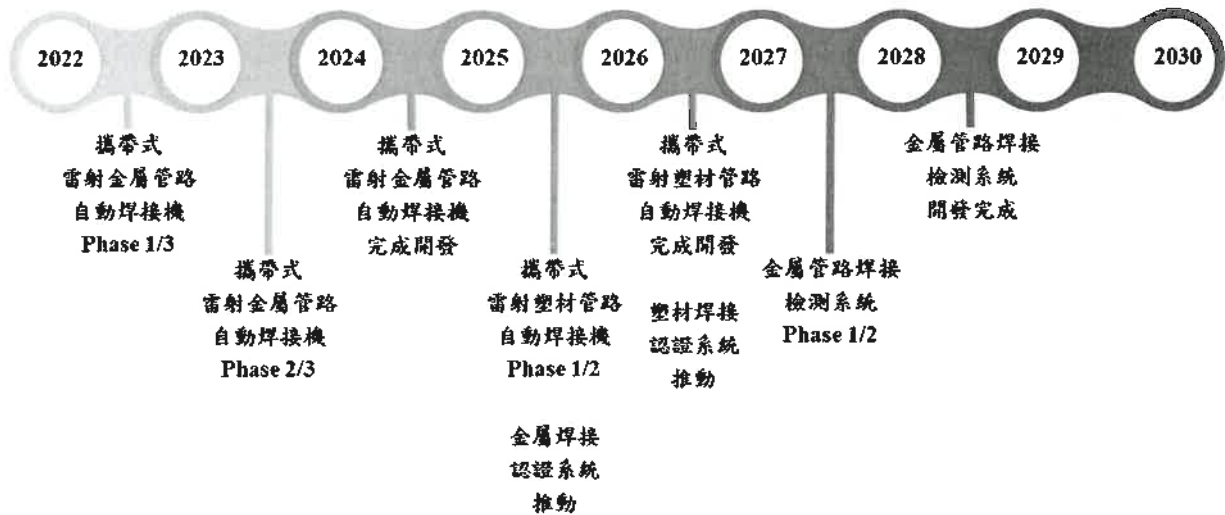 2022
2023
2024
2025
2026
2027
2028
2029
2030
攜帶式
雷射金屬管路
自動焊接機
Phase 1/3
攜帶式
雷射金屬管路
自動焊接機
Phase 2/3
攜帶式
雷射金屬管路
自動焊接機
完成開發
攜帶式
雷射塑材管路
自動焊接機
Phase 1/2
金屬焊接
認證系統
推動
攜帶式
雷射塑材管路
自動焊接機
完成開發
塑材焊接
認證系統
推動
金屬管路焊接
檢測系統
Phase 1/2
金屬管路焊接
檢測系統
開發完成